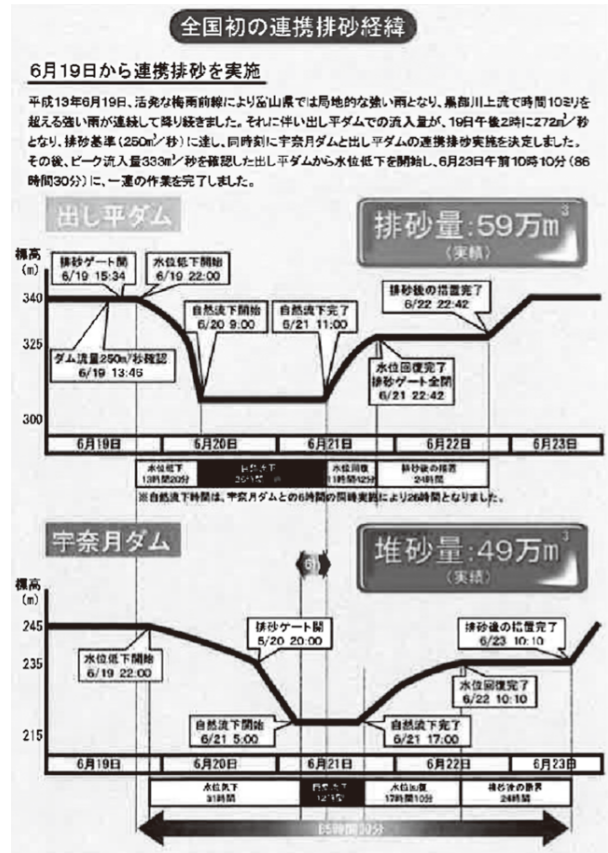 全国初の連携排砂経緯
6月19日から連携排砂を実施
平成13年6月19日、活発な梅雨前線により富山県では局地的な強い雨となり、黒部川上流で時間10ミリを
超える強い雨が連続して降り続きました。それに伴い出し平ダムでの流入量が、19日午後2時に272m³/秒
となり、排砂基準(250m³/秒)に達し、同時刻に宇奈月ダムと出し平ダムの連携排砂実施を決定しました。
その後、ピーク流入量333m³/秒を確認した出し平ダムから水位低下を開始し、6月23日午前10時10分(86
時間30分)に、一連の作業を完了しました。
出し平ダム
排砂量:59万m³
(実績)
標高
(m)
排砂ゲート開
6/19 15:34
水位低下開始
6/19 22:00
排砂後の措置完了
6/22 22:42
340
自然流下開始
6/20 9:00
自然流下完了
6/21 11:00
325
ダム流量250m³/秒確認
6/19 13:46
水位回復完了
排砂ゲート全閉
6/21 22:42
300
6月19日 6月20日 6月21日 6月22日 6月23日
水位低下
13時間20分
自然流下
26時間
水位回復
11時間42分
排砂後の措置
24時間
※自然流下時間は、宇奈月ダムとの6時間の同時実施により26時間となりました。
宇奈月ダム
堆砂量:49万m³
(実績)
標高
(m)
245
排砂ゲート開
6/20 20:00
排砂後の措置完了
6/23 10:10
235
水位低下開始
6/19 22:00
水位回復完了
6/22 10:10
自然流下開始
6/21 5:00
自然流下完了
6/21 17:00
215
6月19日 6月20日 6月21日 6月22日 6月23日
水位低下
31時間
自然流下
12時間
水位回復
17時間10分
24時間